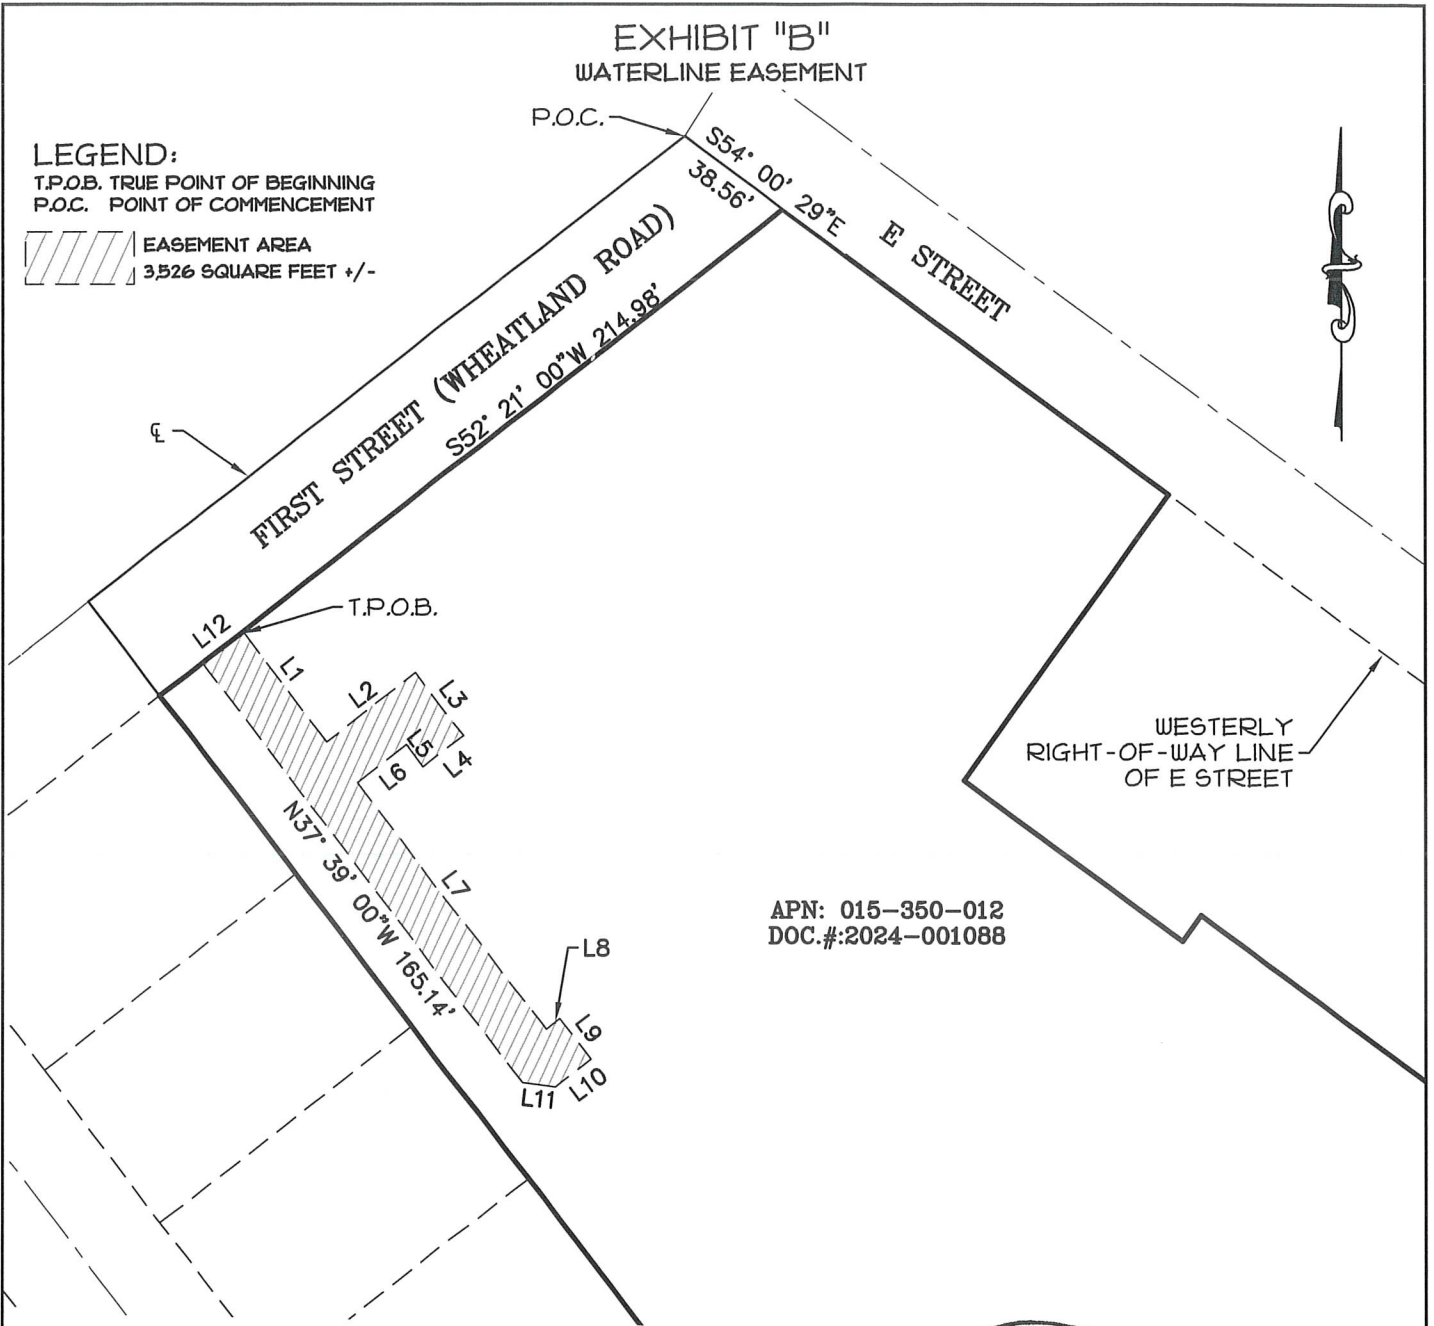 EXHIBIT "B"
WATERLINE EASEMENT
P.O.C.
LEGEND:
T.P.O.B. TRUE POINT OF BEGINNING
P.O.C. POINT OF COMMENCEMENT
EASEMENT AREA
3,526 SQUARE FEET +/-
S54° 00' 29"E
38.56'
E STREET
FIRST STREET (WHEATLAND ROAD)
S52° 21' 00"W 214.98'
℄
T.P.O.B.
L12
L1
L2
L3
L4
L5
L6
L7
N37° 39' 00"W 165.14'
L8
L9
L10
L11
WESTERLY
RIGHT-OF-WAY LINE
OF E STREET
APN: 015-350-012
DOC.#:2024-001088